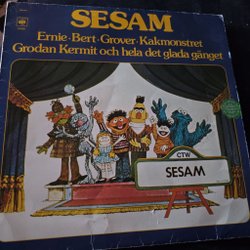 SESAM
Ernie·Bert·Grover·Kakmonstret
Grodan Kermit och hela det glada gänget
CTW
SESAM